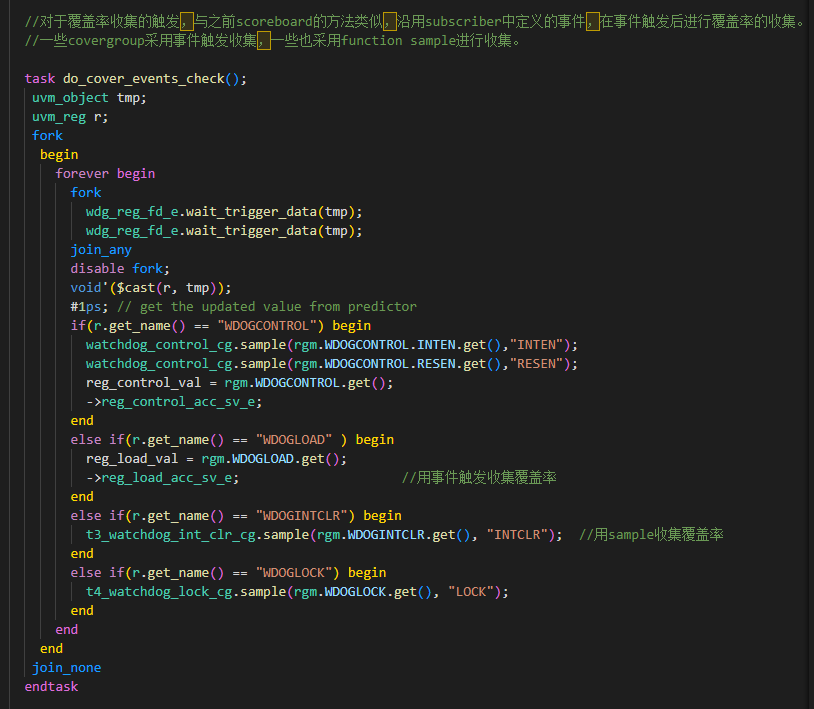 //对于覆盖率收集的触发，与之前scoreboard的方法类似，沿用subscriber中定义的事件，在事件触发后进行覆盖率的收集。
//一些covergroup采用事件触发收集，一些也采用function sample进行收集。
task do_cover_events_check();
uvm_object tmp;
uvm_reg r;
fork
begin
forever begin
fork
wdg_reg_fd_e.wait_trigger_data(tmp);
wdg_reg_fd_e.wait_trigger_data(tmp);
join_any
disable fork;
void'($cast(r, tmp));
#1ps; // get the updated value from predictor
if(r.get_name() == "WDOGCONTROL") begin
watchdog_control_cg.sample(rgm.WDOGCONTROL.INTEN.get(),"INTEN");
watchdog_control_cg.sample(rgm.WDOGCONTROL.RESEN.get(),"RESEN");
reg_control_val = rgm.WDOGCONTROL.get();
->reg_control_acc_sv_e;
end
else if(r.get_name() == "WDOGLOAD" ) begin
reg_load_val = rgm.WDOGLOAD.get();
->reg_load_acc_sv_e; //用事件触发收集覆盖率
end
else if(r.get_name() == "WDOGINTCLR") begin
t3_watchdog_int_clr_cg.sample(rgm.WDOGINTCLR.get(), "INTCLR"); //用sample收集覆盖率
end
else if(r.get_name() == "WDOGLOCK") begin
t4_watchdog_lock_cg.sample(rgm.WDOGLOCK.get(), "LOCK");
end
end
end
join_none
endtask